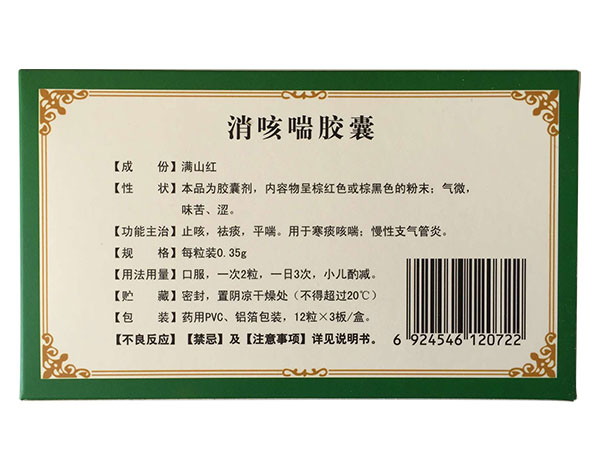 消咳喘胶囊
【成 份】满山红
【性 状】本品为胶囊剂，内容物呈棕红色或棕黑色的粉末；气微，
味苦、涩。
【功能主治】止咳，祛痰，平喘。用于寒痰咳喘；慢性支气管炎。
【规 格】每粒装0.35g
【用法用量】口服，一次2粒，一日3次，小儿酌减。
【贮 藏】密封，置阴凉干燥处（不得超过20℃）
【包 装】药用PVC、铝箔包装，12粒×3板/盒。
【不良反应】【禁忌】及【注意事项】详见说明书。
6 924546 120722